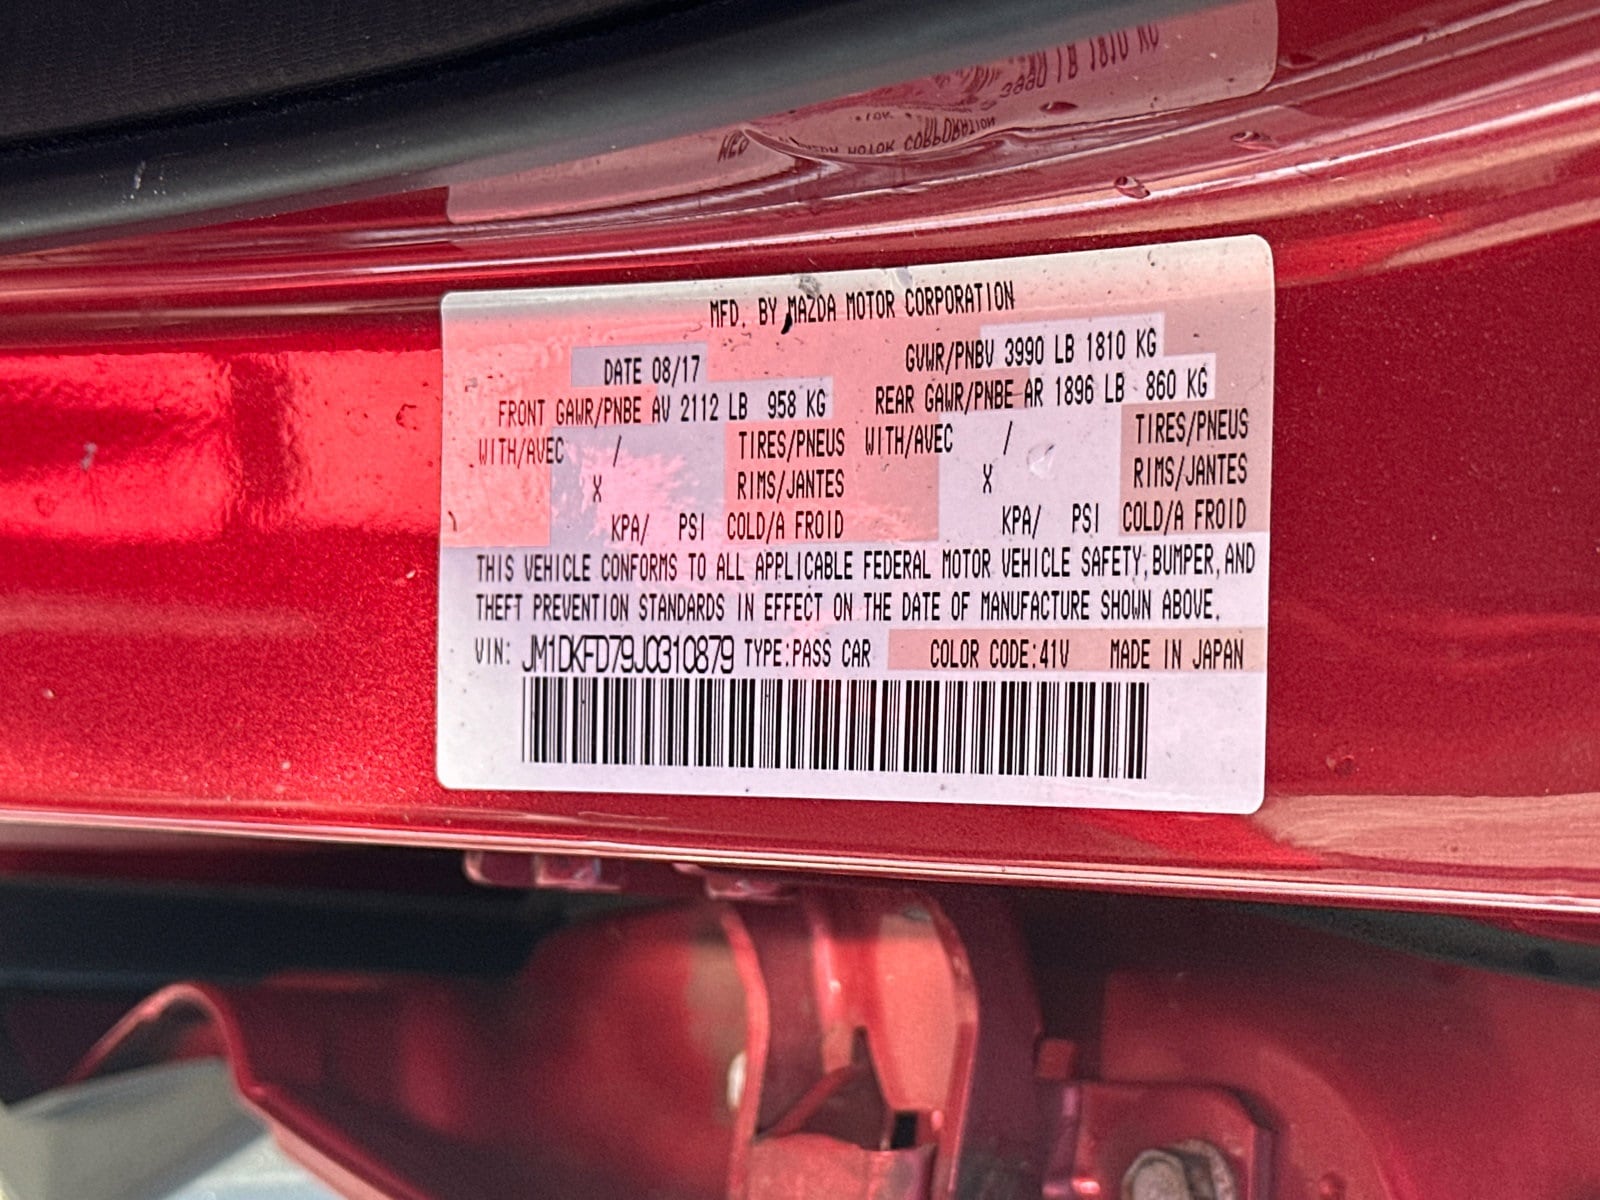 MFD. BY MAZDA MOTOR CORPORATION
DATE 08/17 GVWR/PNBV 3990 LB 1810 KG
FRONT GAWR/PNBE AV 2112 LB 958 KG REAR GAWR/PNBE AR 1896 LB 860 KG
WITH/AVEC / TIRES/PNEUS WITH/AVEC / TIRES/PNEUS
X RIMS/JANTES X RIMS/JANTES
KPA/ PSI COLD/A FROID KPA/ PSI COLD/A FROID
THIS VEHICLE CONFORMS TO ALL APPLICABLE FEDERAL MOTOR VEHICLE SAFETY, BUMPER, AND
THEFT PREVENTION STANDARDS IN EFFECT ON THE DATE OF MANUFACTURE SHOWN ABOVE.
VIN: JM1DKFD79J0310879 TYPE:PASS CAR COLOR CODE:41V MADE IN JAPAN